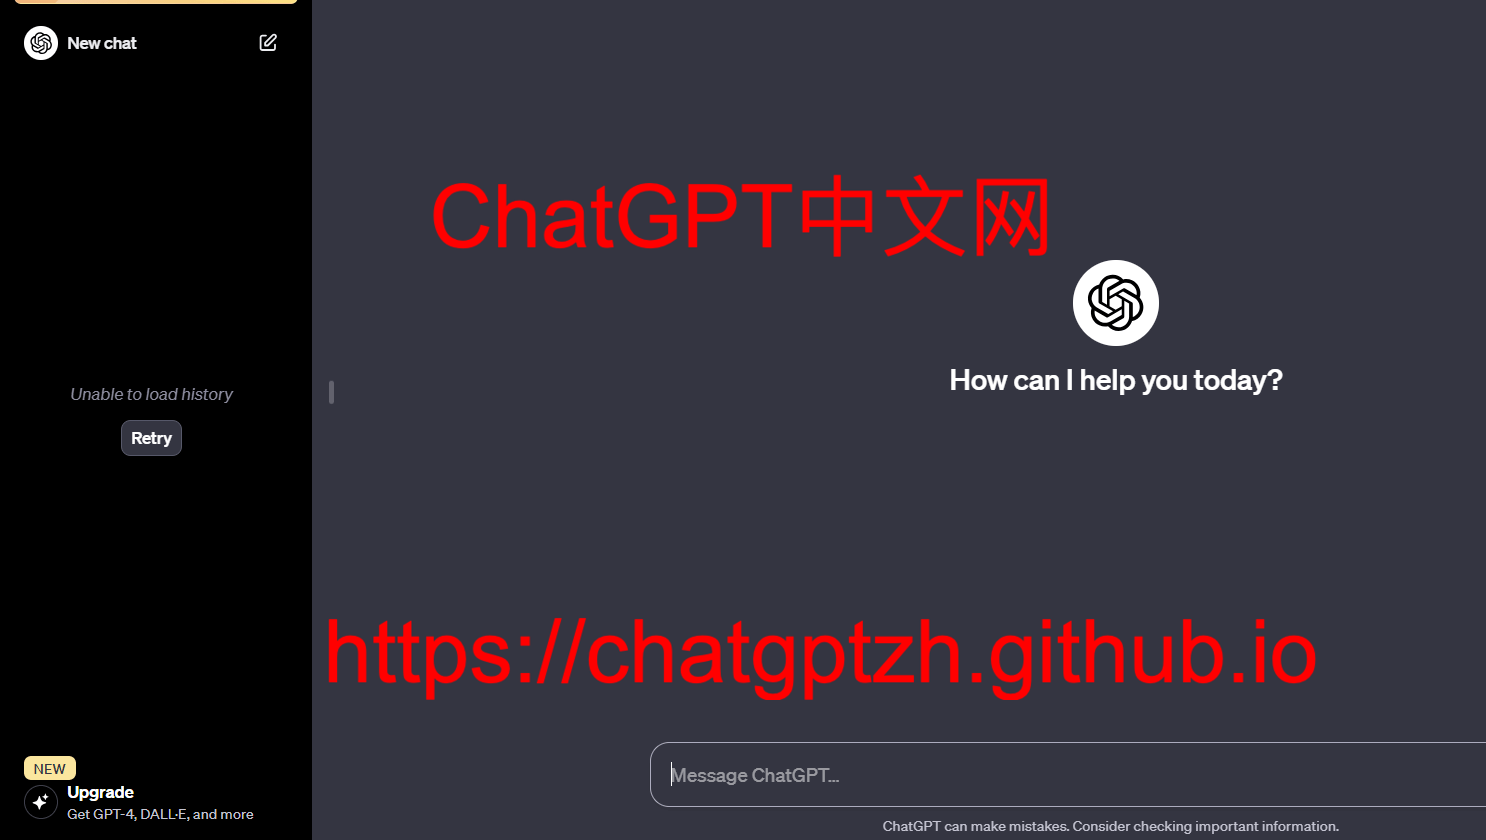 New chat
ChatGPT中文网
How can I help you today?
Unable to load history
Retry
https://chatgptzh.github.io
NEW
Upgrade
Get GPT-4, DALL·E, and more
Message ChatGPT...
ChatGPT can make mistakes. Consider checking important information.